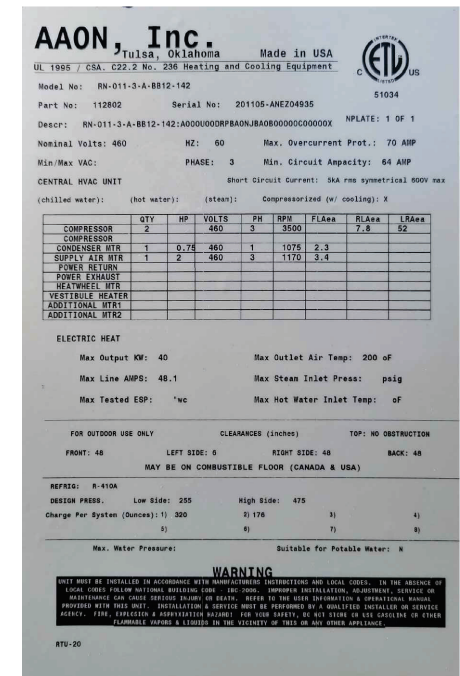 AAON, Inc.
Tulsa, Oklahoma Made in USA
UL 1995 / CSA. C22.2 No. 236 Heating and Cooling Equipment
INTERTEK
C ETL US
LISTED
51034
Model No: RN-011-3-A-BB12-142
Part No: 112802 Serial No: 201105-ANEZ04935
Descr: RN-011-3-A-BB12-142:A000U00DRPBA0NJBA0B00000C00000X NPLATE: 1 OF 1
Nominal Volts: 460 HZ: 60 Max. Overcurrent Prot.: 70 AMP
Min/Max VAC: PHASE: 3 Min. Circuit Ampacity: 64 AMP
CENTRAL HVAC UNIT Short Circuit Current: 5kA rms symmetrical 600V max
(chilled water): (hot water): (steam): Compressorized (w/ cooling): X
QTY HP VOLTS PH RPM FLAea RLAea LRAea
COMPRESSOR 2 460 3 3500 7.8 52
COMPRESSOR
CONDENSER MTR 1 0.75 460 1 1075 2.3
SUPPLY AIR MTR 1 2 460 3 1170 3.4
POWER RETURN
POWER EXHAUST
HEATWHEEL MTR
VESTIBULE HEATER
ADDITIONAL MTR1
ADDITIONAL MTR2
ELECTRIC HEAT
Max Output KW: 40 Max Outlet Air Temp: 200 oF
Max Line AMPS: 48.1 Max Steam Inlet Press: psig
Max Tested ESP: "wc Max Hot Water Inlet Temp: oF
FOR OUTDOOR USE ONLY CLEARANCES (inches) TOP: NO OBSTRUCTION
FRONT: 48 LEFT SIDE: 6 RIGHT SIDE: 48 BACK: 48
MAY BE ON COMBUSTIBLE FLOOR (CANADA & USA)
REFRIG: R-410A
DESIGN PRESS. Low Side: 255 High Side: 475
Charge Per System (Ounces): 1) 320 2) 176 3) 4)
5) 6) 7) 8)
Max. Water Pressure: Suitable for Potable Water: N
WARNING
UNIT MUST BE INSTALLED IN ACCORDANCE WITH MANUFACTURERS INSTRUCTIONS AND LOCAL CODES. IN THE ABSENCE OF
LOCAL CODES FOLLOW NATIONAL BUILDING CODE - IBC-2006. IMPROPER INSTALLATION, ADJUSTMENT, SERVICE OR
MAINTENANCE CAN CAUSE SERIOUS INJURY OR DEATH. REFER TO THE USER INFORMATION & OPERATIONAL MANUAL
PROVIDED WITH THIS UNIT. INSTALLATION & SERVICE MUST BE PERFORMED BY A QUALIFIED INSTALLER OR SERVICE
AGENCY. FIRE, EXPLOSION & ASPHYXIATION HAZARD! FOR YOUR SAFETY, DO NOT STORE OR USE GASOLINE OR OTHER
FLAMMABLE VAPORS & LIQUIDS IN THE VICINITY OF THIS OR ANY OTHER APPLIANCE.
RTU-20